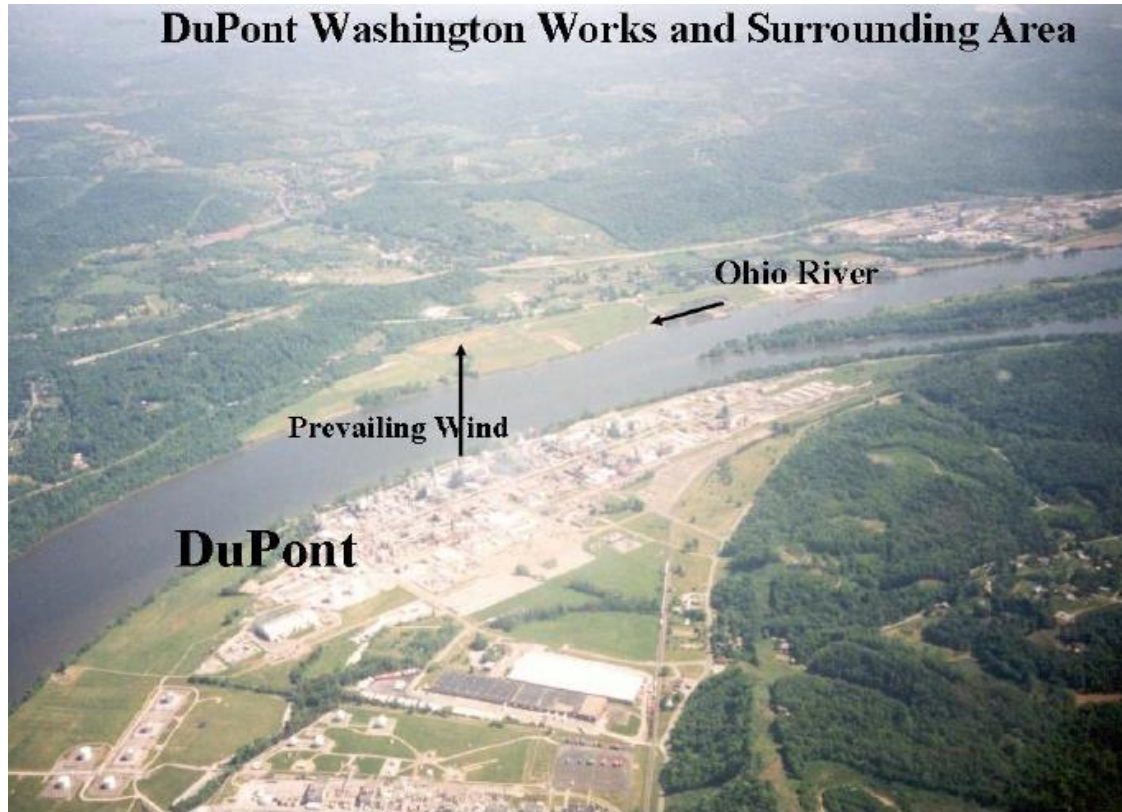 DuPont Washington Works and Surrounding Area
Ohio River
Prevailing Wind
DuPont